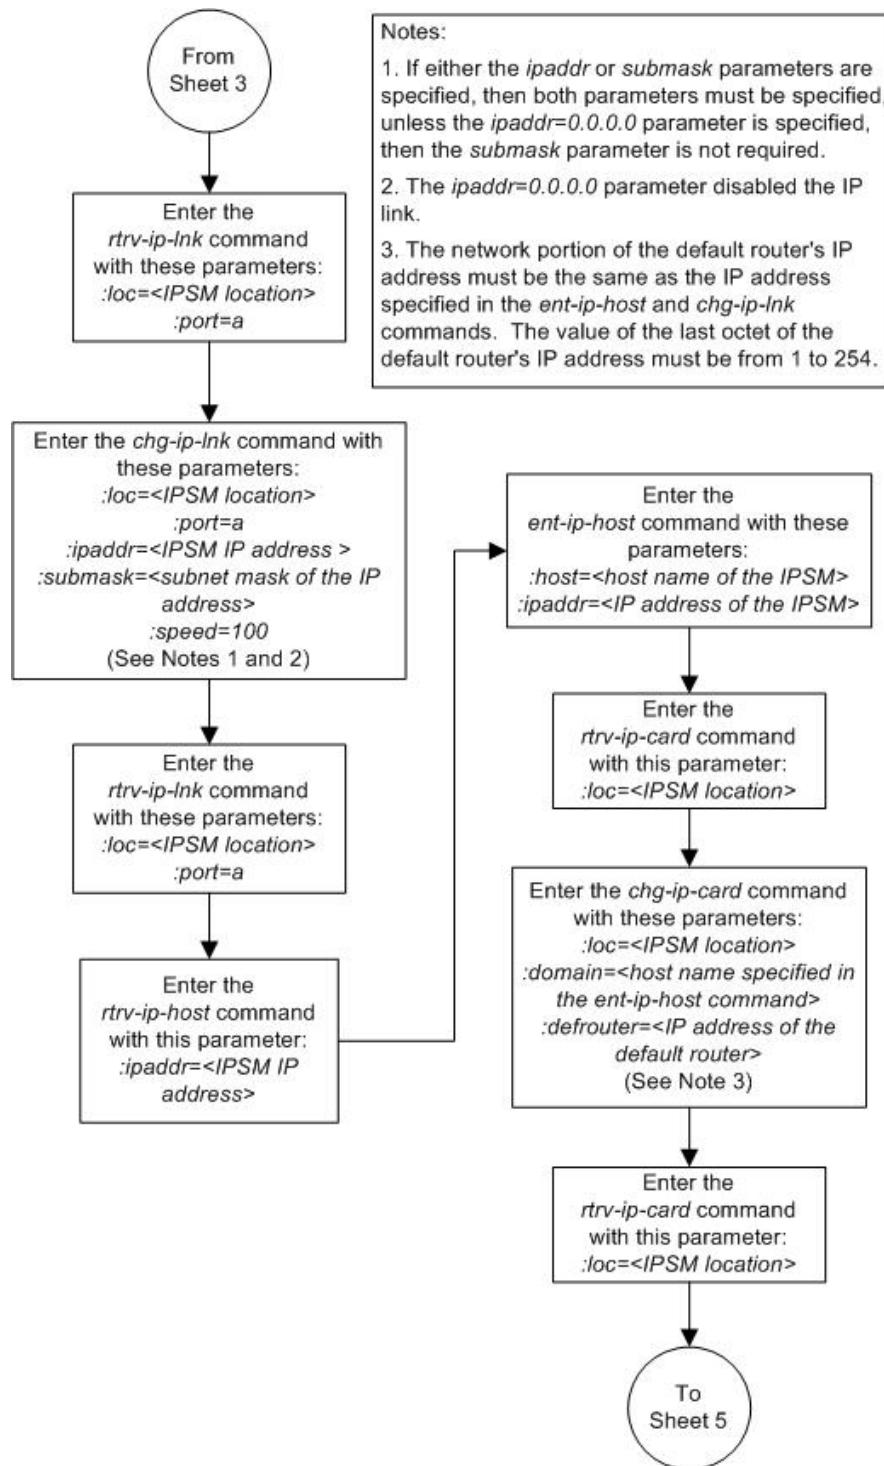 From
Sheet 3
Notes:
1. If either the ipaddr or submask parameters are
specified, then both parameters must be specified,
unless the ipaddr=0.0.0.0 parameter is specified,
then the submask parameter is not required.
2. The ipaddr=0.0.0.0 parameter disabled the IP
link.
3. The network portion of the default router's IP
address must be the same as the IP address
specified in the ent-ip-host and chg-ip-lnk
commands. The value of the last octet of the
default router's IP address must be from 1 to 254.
Enter the
rtrv-ip-lnk command
with these parameters:
:loc=<IPSM location>
:port=a
Enter the chg-ip-lnk command with
these parameters:
:loc=<IPSM location>
:port=a
:ipaddr=<IPSM IP address >
:submask=<subnet mask of the IP
address>
:speed=100
(See Notes 1 and 2)
Enter the
rtrv-ip-lnk command
with these parameters:
:loc=<IPSM location>
:port=a
Enter the
rtrv-ip-host command
with this parameter:
:ipaddr=<IPSM IP
address>
Enter the
ent-ip-host command with these
parameters:
:host=<host name of the IPSM>
:ipaddr=<IP address of the IPSM>
Enter the
rtrv-ip-card command
with this parameter:
:loc=<IPSM location>
Enter the chg-ip-card command
with these parameters:
:loc=<IPSM location>
:domain=<host name specified in
the ent-ip-host command>
:defrouter=<IP address of the
default router>
(See Note 3)
Enter the
rtrv-ip-card command
with this parameter:
:loc=<IPSM location>
To
Sheet 5